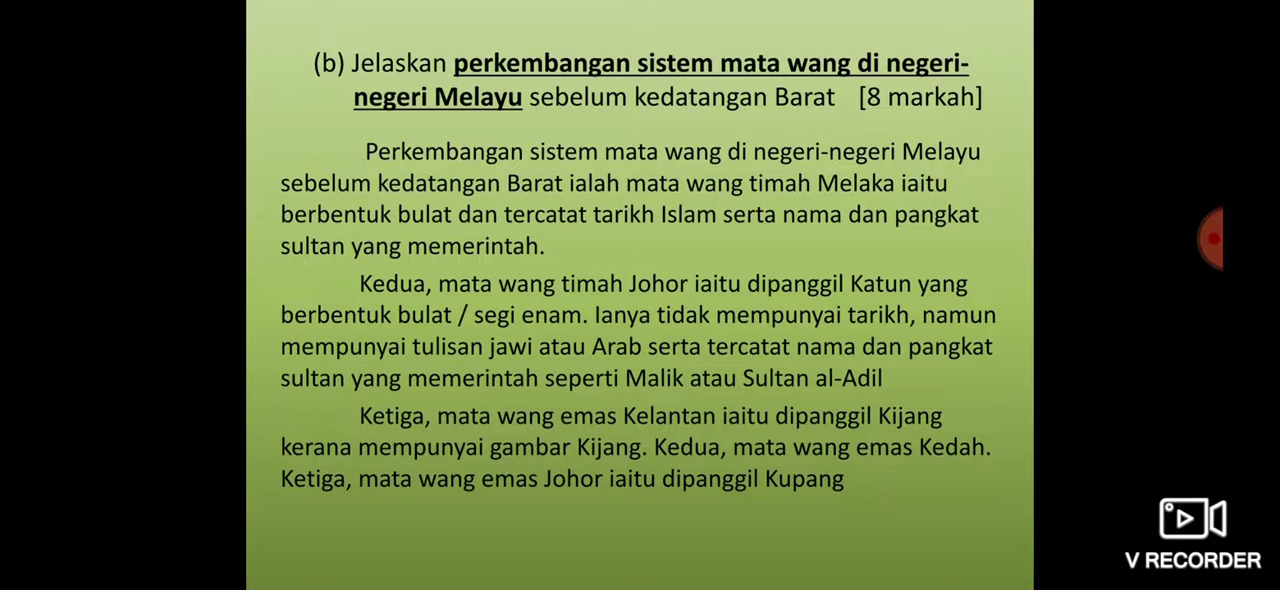 (b) Jelaskan perkembangan sistem mata wang di negeri-
negeri Melayu sebelum kedatangan Barat [8 markah]
Perkembangan sistem mata wang di negeri-negeri Melayu
sebelum kedatangan Barat ialah mata wang timah Melaka iaitu
berbentuk bulat dan tercatat tarikh Islam serta nama dan pangkat
sultan yang memerintah.
Kedua, mata wang timah Johor iaitu dipanggil Katun yang
berbentuk bulat / segi enam. Ianya tidak mempunyai tarikh, namun
mempunyai tulisan jawi atau Arab serta tercatat nama dan pangkat
sultan yang memerintah seperti Malik atau Sultan al-Adil
Ketiga, mata wang emas Kelantan iaitu dipanggil Kijang
kerana mempunyai gambar Kijang. Kedua, mata wang emas Kedah.
Ketiga, mata wang emas Johor iaitu dipanggil Kupang
V RECORDER